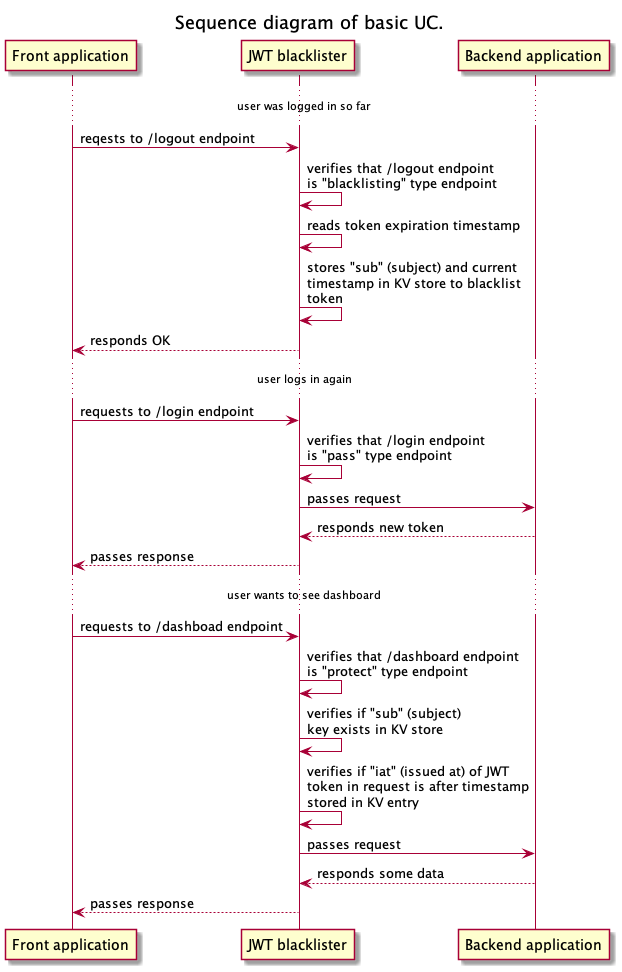 Sequence diagram of basic UC.
Front application
JWT blacklister
Backend application
user was logged in so far
reqests to /logout endpoint
verifies that /logout endpoint
is "blacklisting" type endpoint
reads token expiration timestamp
stores "sub" (subject) and current
timestamp in KV store to blacklist
token
responds OK
user logs in again
requests to /login endpoint
verifies that /login endpoint
is "pass" type endpoint
passes request
responds new token
passes response
user wants to see dashboard
requests to /dashboad endpoint
verifies that /dashboard endpoint
is "protect" type endpoint
verifies if "sub" (subject)
key exists in KV store
verifies if "iat" (issued at) of JWT
token in request is after timestamp
stored in KV entry
passes request
responds some data
passes response
Front application
JWT blacklister
Backend application